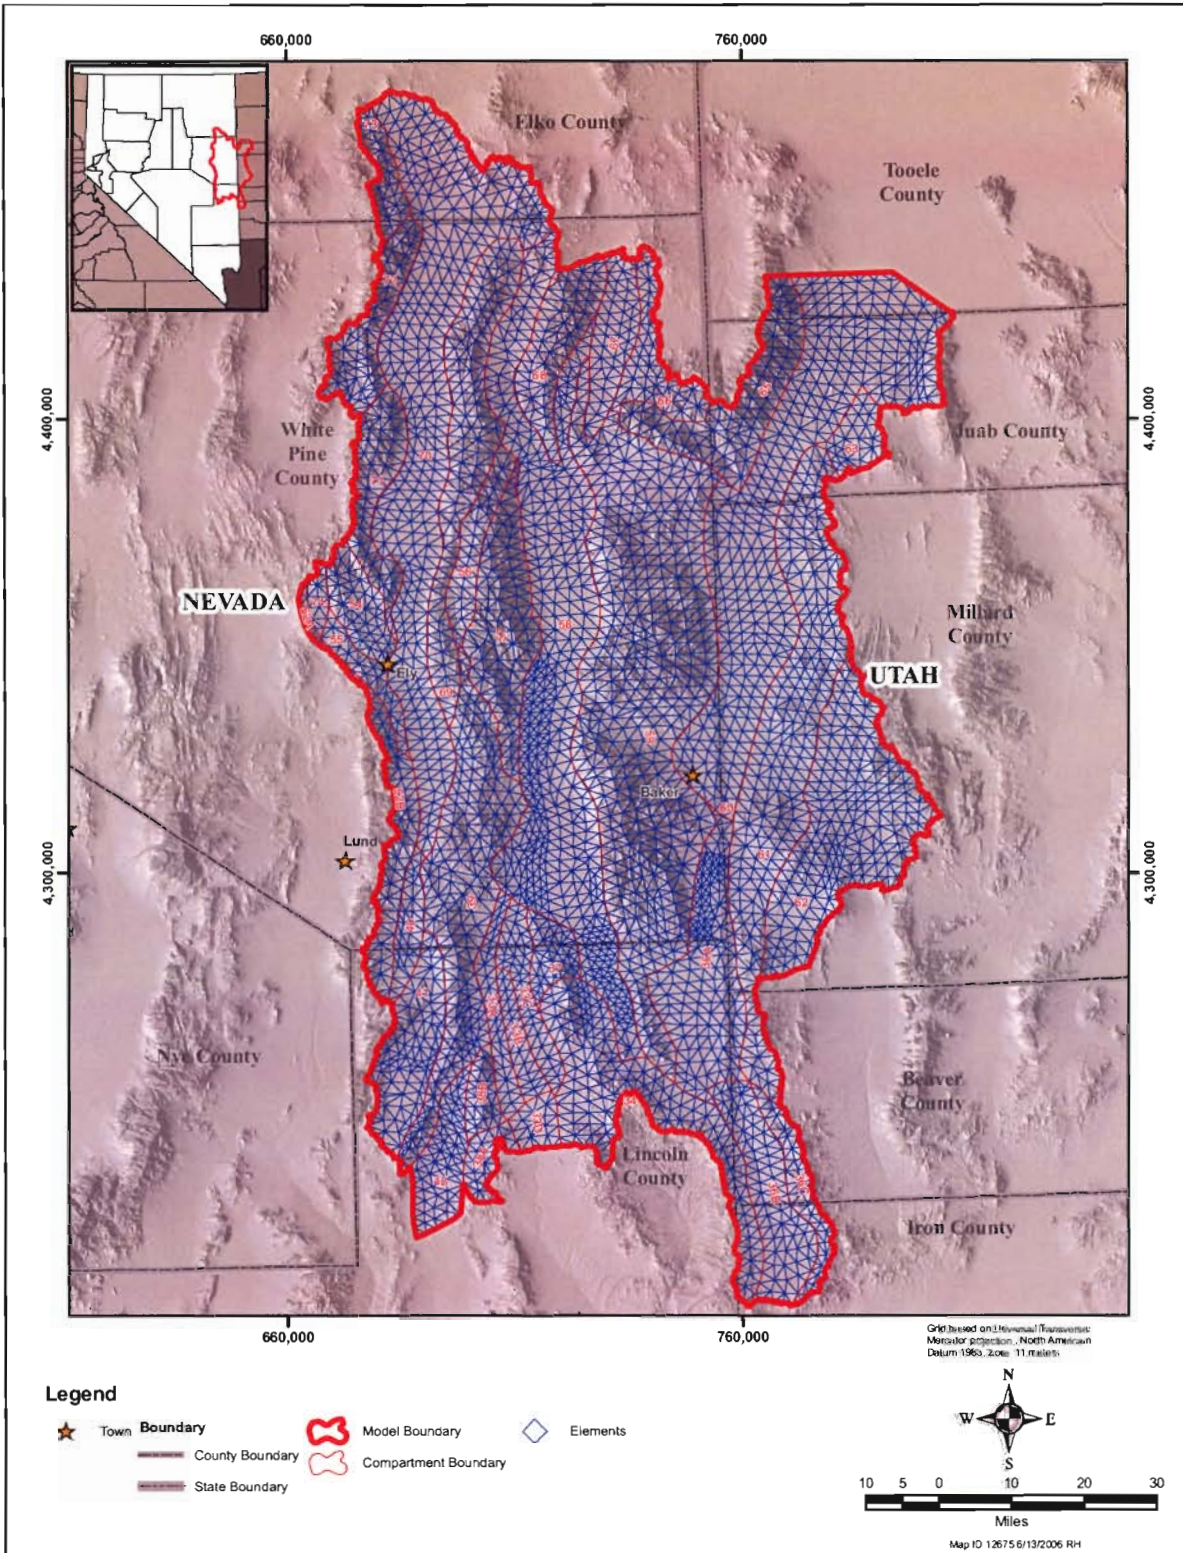 660,000
760,000
Elko County
Tooele
County
4,400,000
4,400,000
White
Pine
County
Juab County
NEVADA
Millard
County
UTAH
Ely
58
Baker
Lund
61
62
4,300,000
4,300,000
Nye County
Beaver
County
Lincoln
County
Iron County
660,000
760,000
Grid based on Universal Transverse
Mercator projection, North American
Datum 1983, Zone 11 meters
Legend
Town
Boundary
County Boundary
State Boundary
Model Boundary
Compartment Boundary
Elements
N
W
E
S
10 5 0 10 20 30
Miles
Map ID 12675 6/13/2006 RH